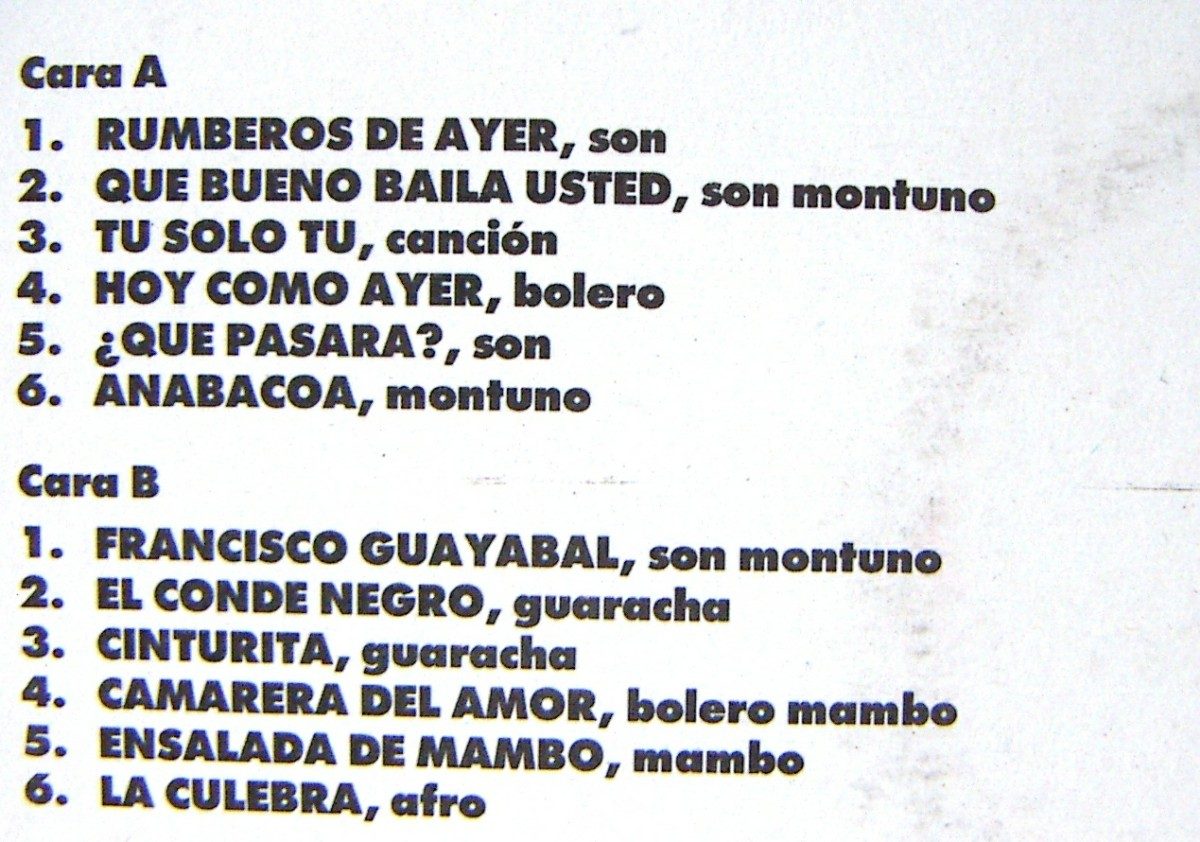 Cara A
1. RUMBEROS DE AYER, son
2. QUE BUENO BAILA USTED, son montuno
3. TU SOLO TU, canción
4. HOY COMO AYER, bolero
5. ¿QUE PASARA?, son
6. ANABACOA, montuno
Cara B
1. FRANCISCO GUAYABAL, son montuno
2. EL CONDE NEGRO, guaracha
3. CINTURITA, guaracha
4. CAMARERA DEL AMOR, bolero mambo
5. ENSALADA DE MAMBO, mambo
6. LA CULEBRA, afro